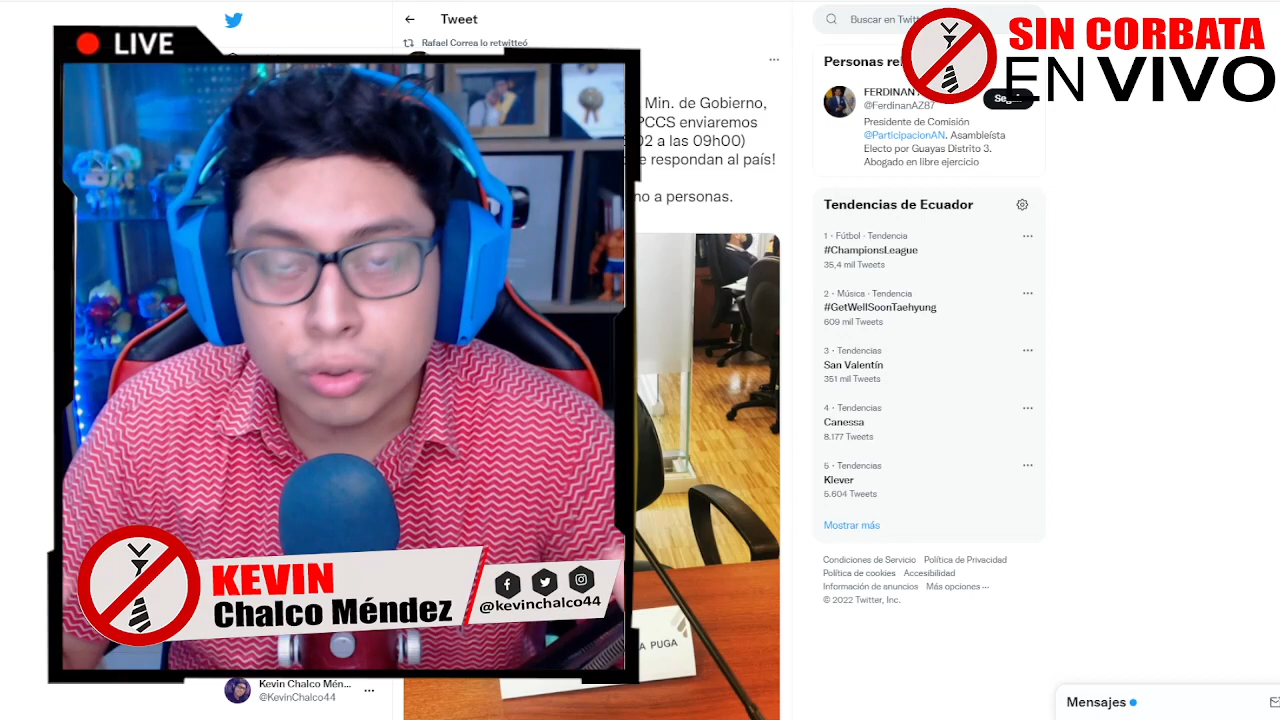 LIVE
Tweet
Rafael Correa lo retwitteó
Min. de Gobierno,
PCCS enviaremos
02 a las 09h00)
e respondan al país!
no a personas.
A PUGA
KEVIN
Chalco Méndez
@kevinchalco44
Kevin Chalco Mén...
@KevinChalco44
Buscar en Twitt
SIN CORBATA
EN VIVO
Personas re
FERDINAN
@FerdinanAZ87
Presidente de Comisión
@ParticipacionAN. Asambleísta
Electo por Guayas Distrito 3.
Abogado en libre ejercicio
Tendencias de Ecuador
1 · Fútbol · Tendencia
#ChampionsLeague
35,4 mil Tweets
2 · Música · Tendencia
#GetWellSoonTaehyung
609 mil Tweets
3 · Tendencias
San Valentín
351 mil Tweets
4 · Tendencias
Canessa
8.177 Tweets
5 · Tendencias
Klever
5.604 Tweets
Mostrar más
Condiciones de Servicio Política de Privacidad
Política de cookies Accesibilidad
Información de anuncios Más opciones ···
© 2022 Twitter, Inc.
Mensajes